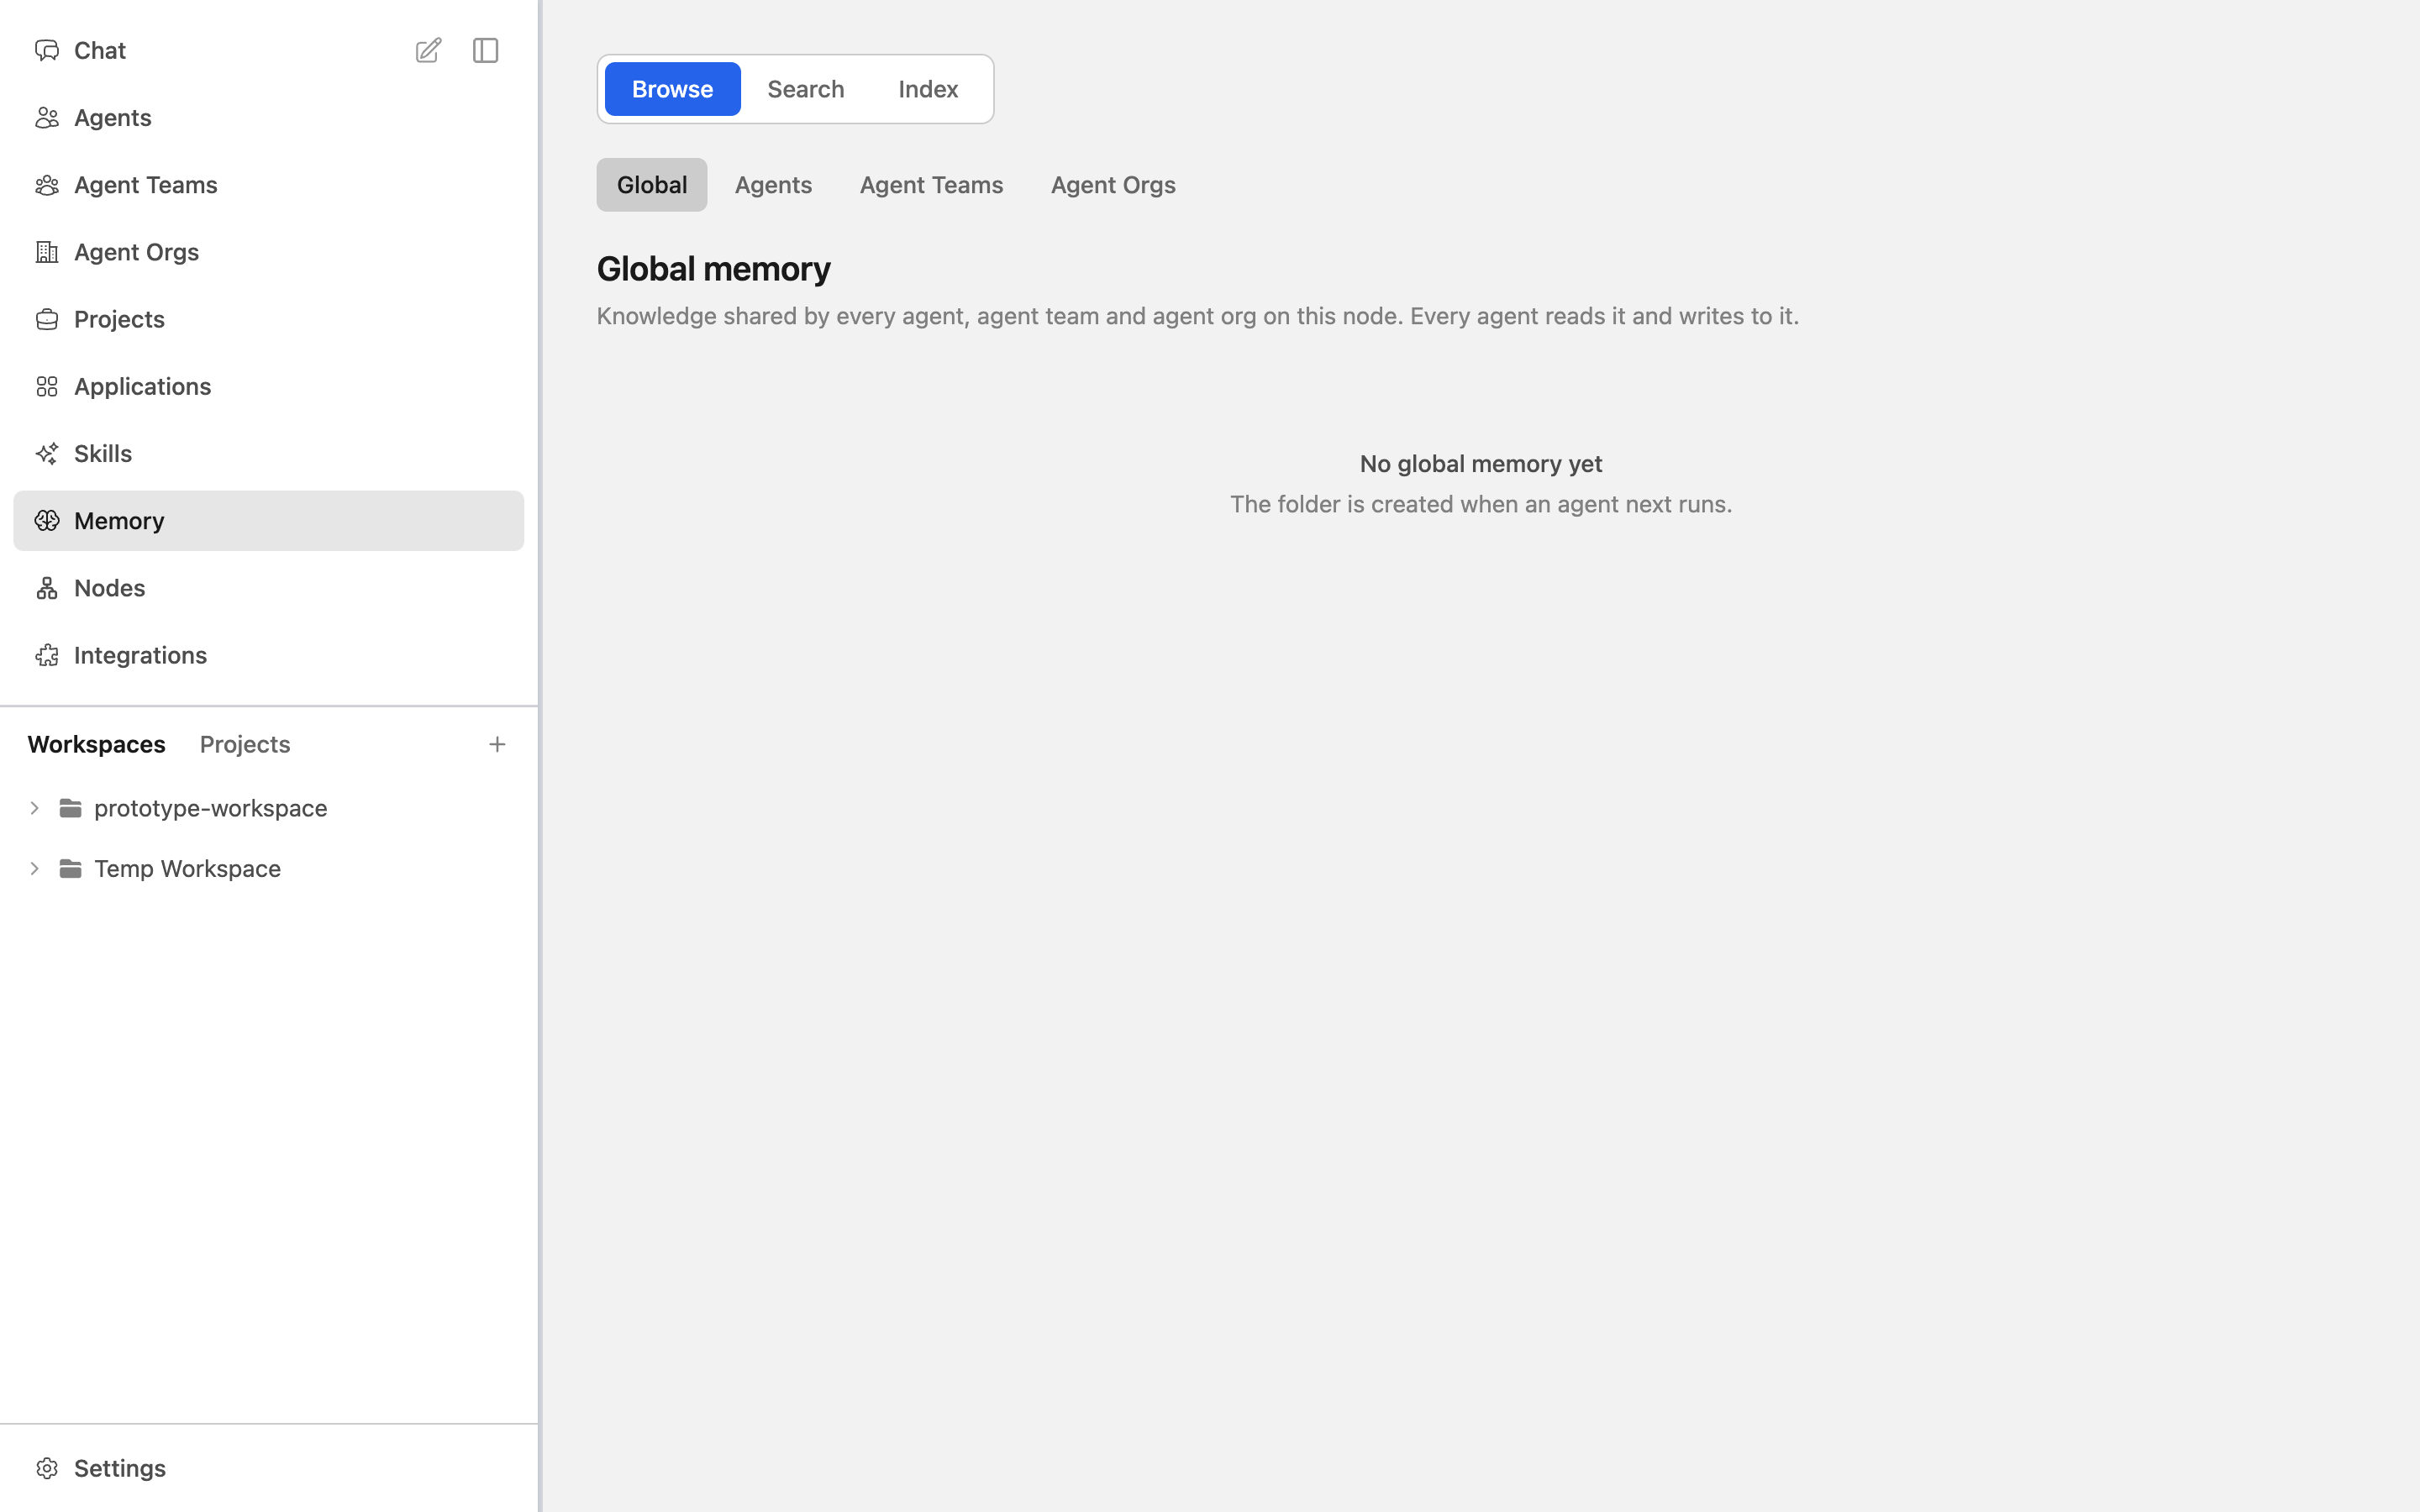 Chat
Agents
Agent Teams
Agent Orgs
Projects
Applications
Skills
Memory
Nodes
Integrations
Workspaces Projects
prototype-workspace
Temp Workspace
Settings
Browse Search Index
Global Agents Agent Teams Agent Orgs
Global memory
Knowledge shared by every agent, agent team and agent org on this node. Every agent reads it and writes to it.
No global memory yet
The folder is created when an agent next runs.